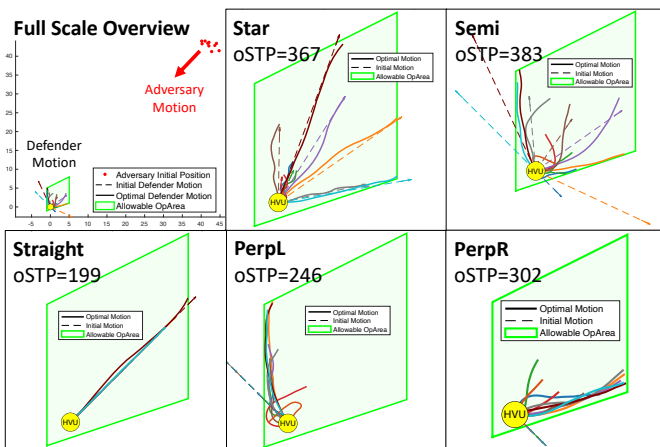 Full Scale Overview
40
35
30
25
20
15
10
5
0
-5
0
5
10
15
20
25
30
35
40
45
Adversary
Motion
Defender
Motion
Adversary Initial Position
Initial Defender Motion
Optimal Defender Motion
Allowable OpArea
Star
oSTP=367
Optimal Motion
Initial Motion
Allowable OpArea
HVU
Semi
oSTP=383
Optimal Motion
Initial Motion
Allowable OpArea
HVU
Straight
oSTP=199
Optimal Motion
Initial Motion
Allowable OpArea
HVU
PerpL
oSTP=246
Optimal Motion
Initial Motion
Allowable OpArea
HVU
PerpR
oSTP=302
Optimal Motion
Initial Motion
Allowable OpArea
HVU